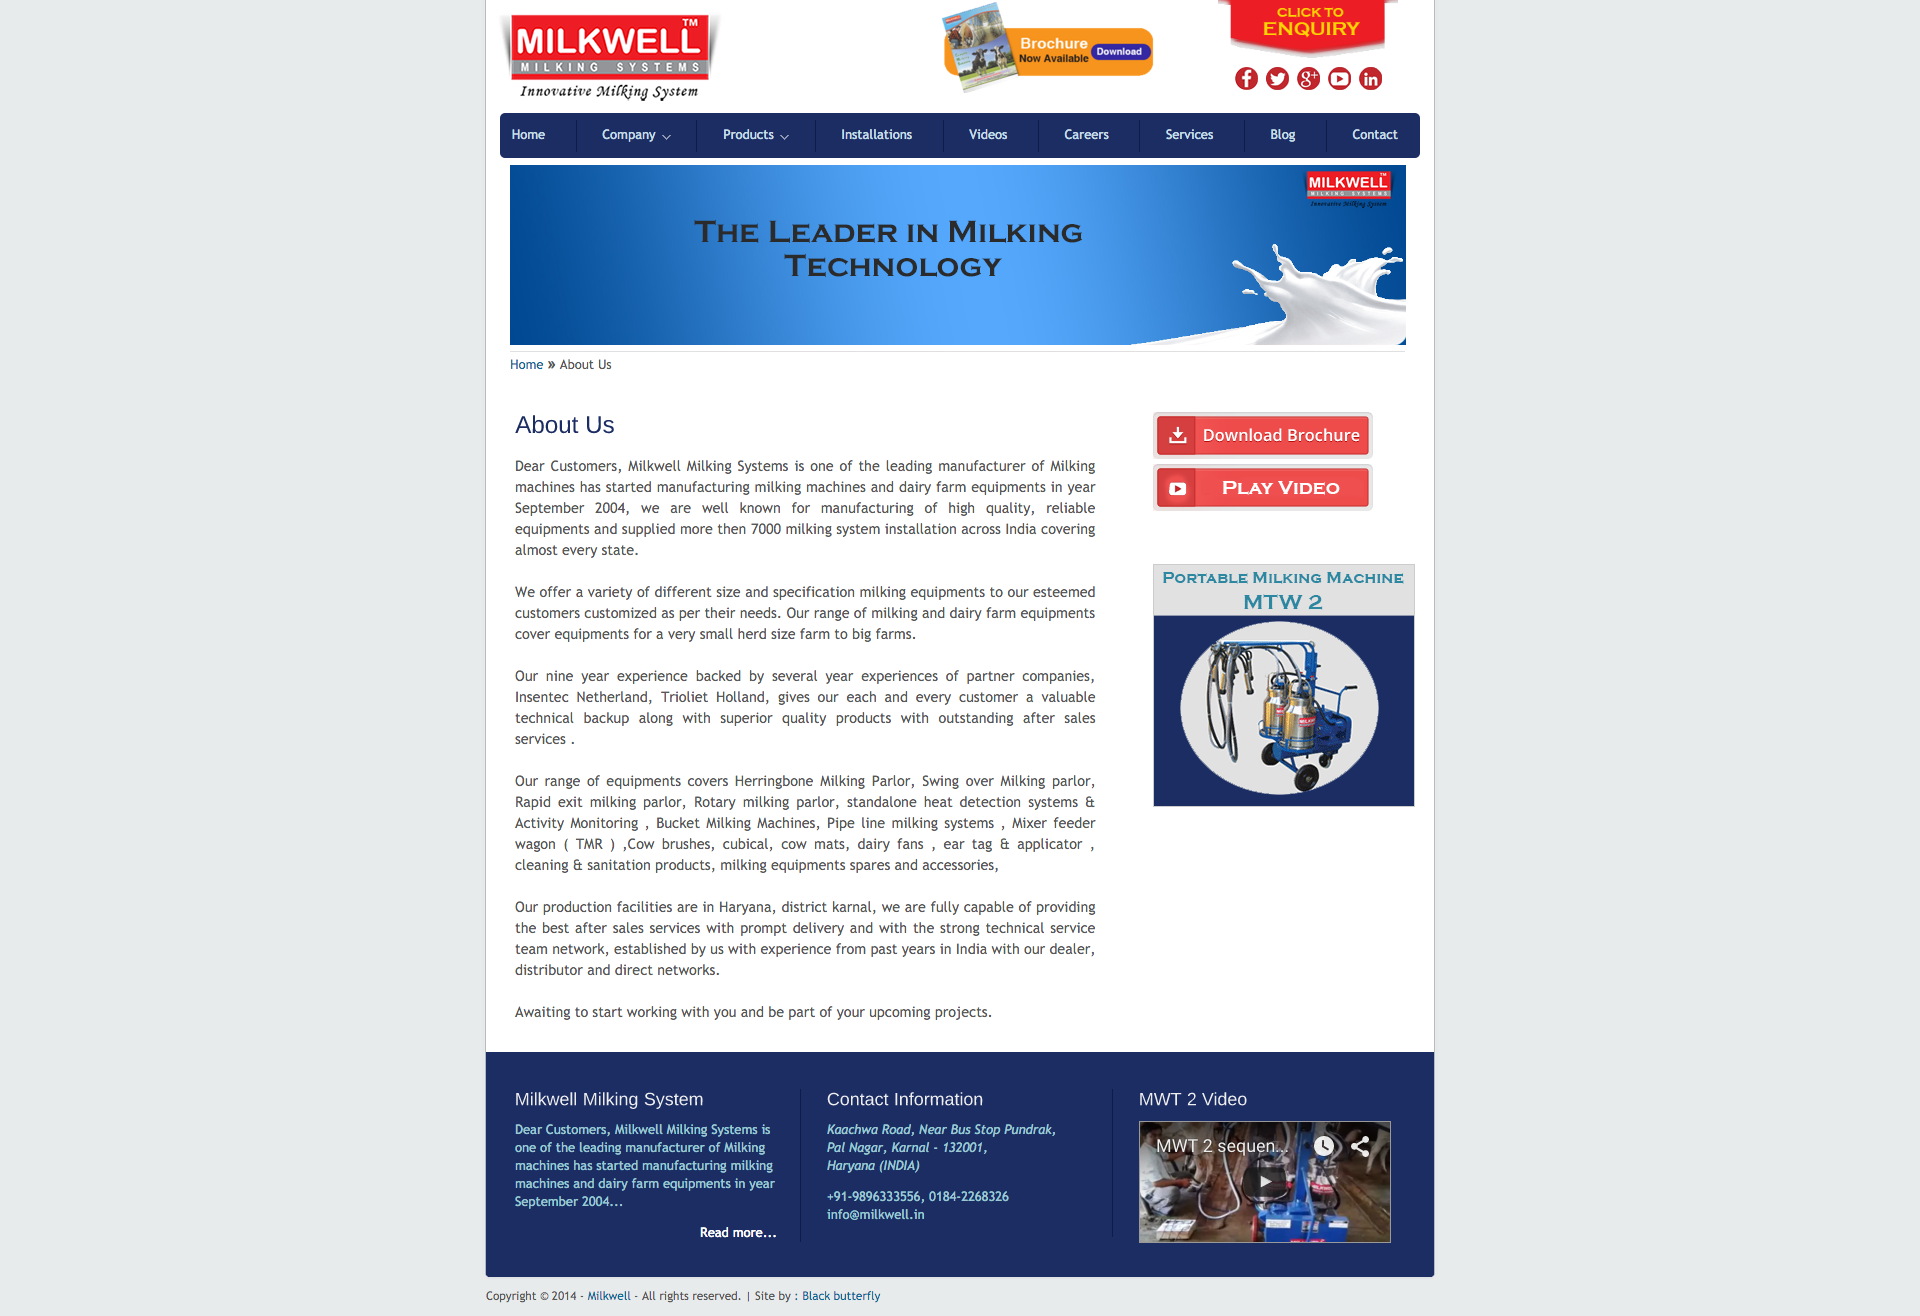 MILKWELL TM
MILKING SYSTEMS
Innovative Milking System
Brochure
Now Available Download
CLICK TO
ENQUIRY
Home Company Products Installations Videos Careers Services Blog Contact
MILKWELL TM
MILKING SYSTEMS
Innovative Milking System
THE LEADER IN MILKING
TECHNOLOGY
Home » About Us
About Us
Dear Customers, Milkwell Milking Systems is one of the leading manufacturer of Milking
machines has started manufacturing milking machines and dairy farm equipments in year
September 2004, we are well known for manufacturing of high quality, reliable
equipments and supplied more then 7000 milking system installation across India covering
almost every state.
We offer a variety of different size and specification milking equipments to our esteemed
customers customized as per their needs. Our range of milking and dairy farm equipments
cover equipments for a very small herd size farm to big farms.
Our nine year experience backed by several year experiences of partner companies,
Insentec Netherland, Trioliet Holland, gives our each and every customer a valuable
technical backup along with superior quality products with outstanding after sales
services .
Our range of equipments covers Herringbone Milking Parlor, Swing over Milking parlor,
Rapid exit milking parlor, Rotary milking parlor, standalone heat detection systems &
Activity Monitoring , Bucket Milking Machines, Pipe line milking systems , Mixer feeder
wagon ( TMR ) ,Cow brushes, cubical, cow mats, dairy fans , ear tag & applicator ,
cleaning & sanitation products, milking equipments spares and accessories,
Our production facilities are in Haryana, district karnal, we are fully capable of providing
the best after sales services with prompt delivery and with the strong technical service
team network, established by us with experience from past years in India with our dealer,
distributor and direct networks.
Awaiting to start working with you and be part of your upcoming projects.
Download Brochure
PLAY VIDEO
PORTABLE MILKING MACHINE
MTW 2
MILKWELL
Milkwell Milking System
Dear Customers, Milkwell Milking Systems is
one of the leading manufacturer of Milking
machines has started manufacturing milking
machines and dairy farm equipments in year
September 2004...
Read more...
Contact Information
Kaachwa Road, Near Bus Stop Pundrak,
Pal Nagar, Karnal - 132001,
Haryana (INDIA)
+91-9896333556, 0184-2268326
info@milkwell.in
MWT 2 Video
MWT 2 sequen...
Copyright © 2014 - Milkwell - All rights reserved. | Site by : Black butterfly